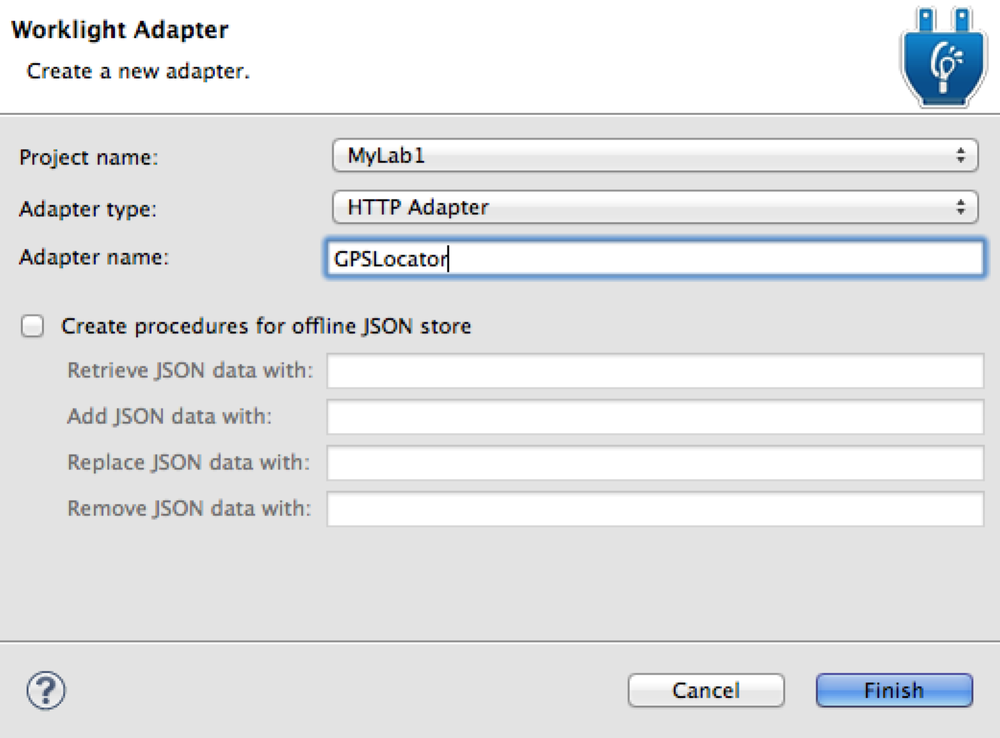 Worklight Adapter
Create a new adapter.
Project name: MyLab1
Adapter type: HTTP Adapter
Adapter name: GPSLocator
Create procedures for offline JSON store
Retrieve JSON data with:
Add JSON data with:
Replace JSON data with:
Remove JSON data with:
? Cancel Finish